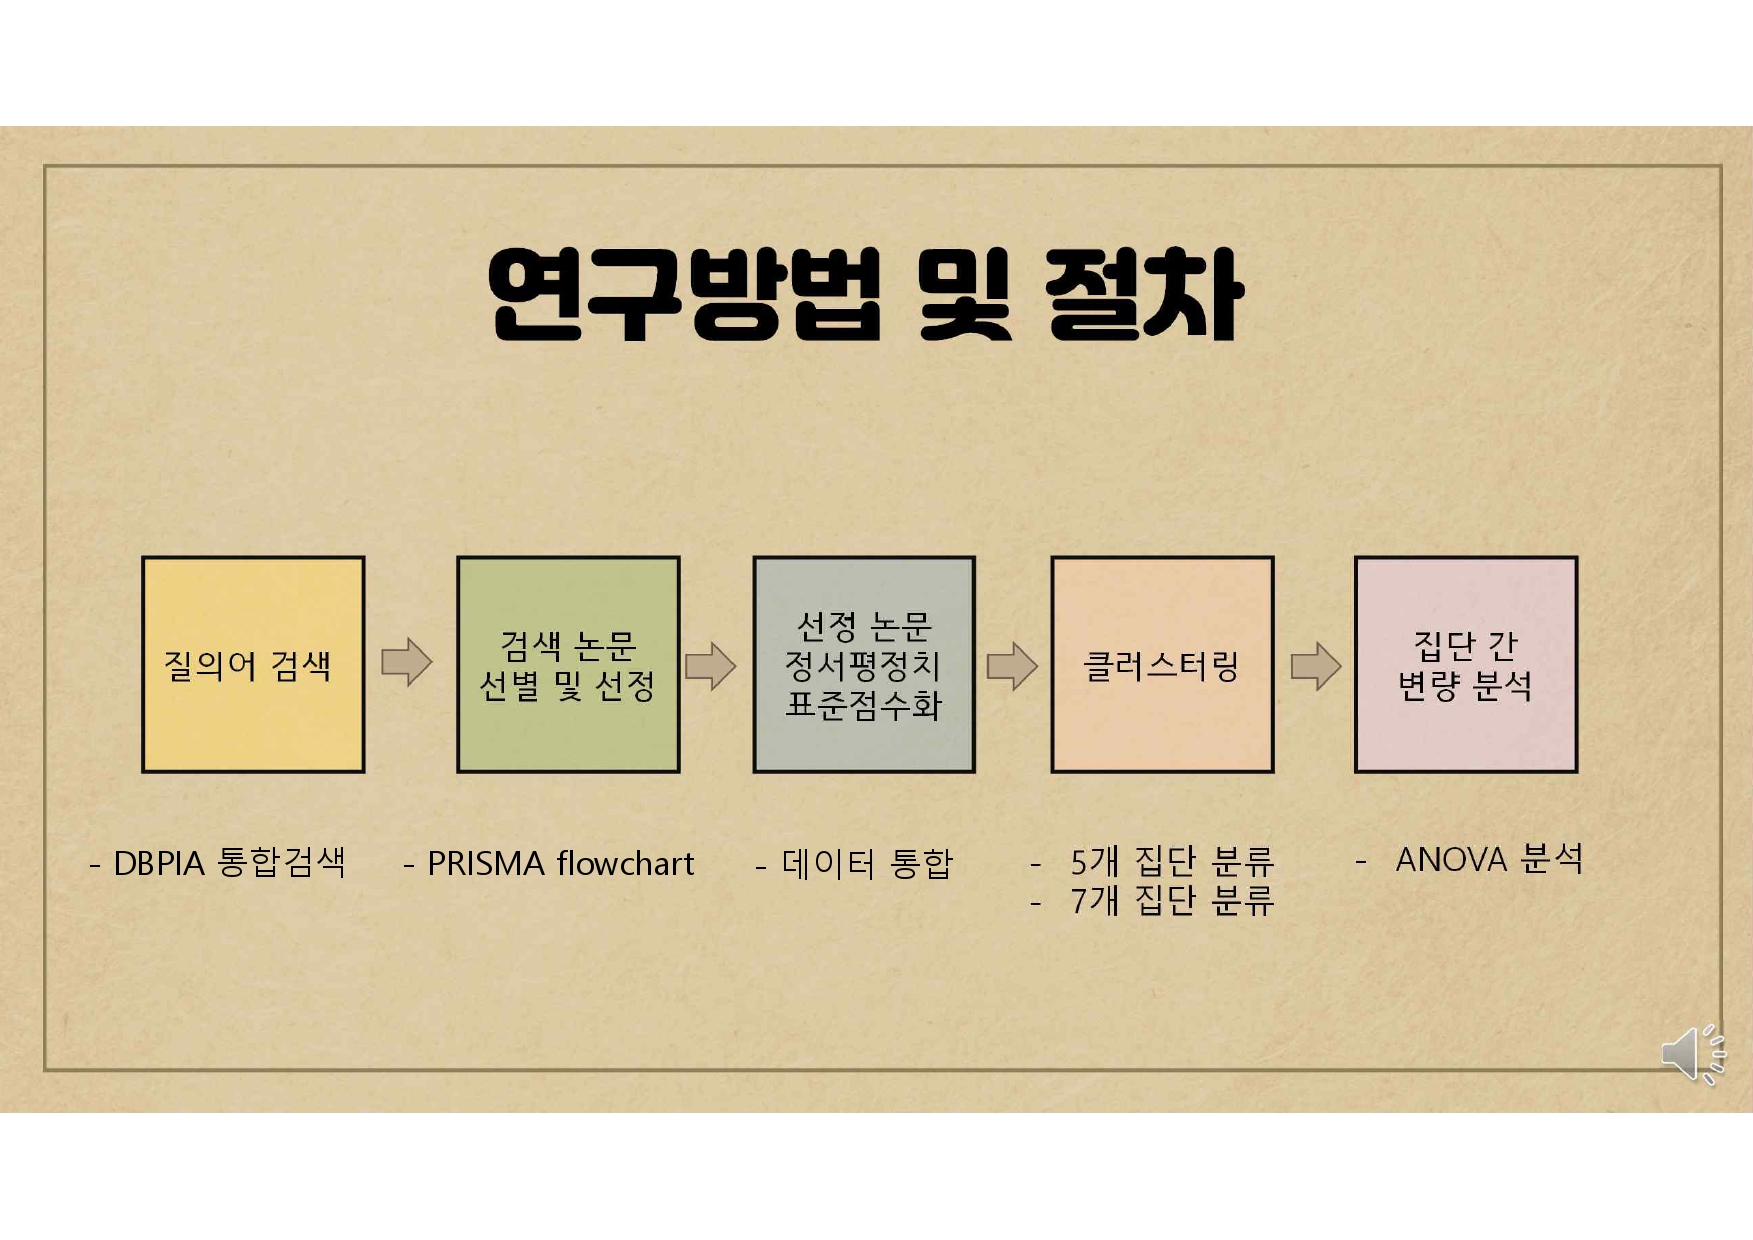 연구방법 및 절차
질의어 검색
검색 논문
선별 및 선정
선정 논문
정서평정치
표준점수화
클러스터링
집단 간
변량 분석
- DBPIA 통합검색
- PRISMA flowchart
- 데이터 통합
- 5개 집단 분류
- 7개 집단 분류
- ANOVA 분석